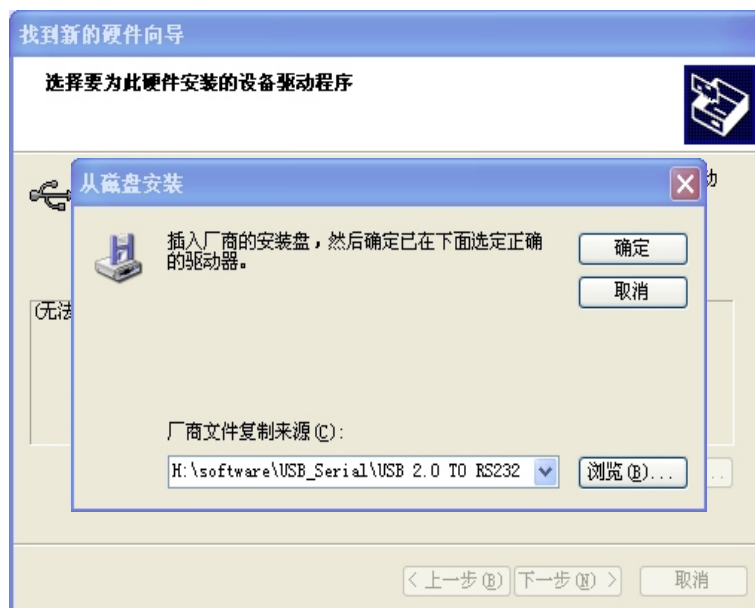 找到新的硬件向导
选择要为此硬件安装的设备驱动程序
动
从磁盘安装
插入厂商的安装盘，然后确定已在下面选定正确
的驱动器。
确定
取消
(无法
厂商文件复制来源(C):
H:\software\USB_Serial\USB 2.0 TO RS232
浏览(B)...
..
< 上一步(B)
下一步(N) >
取消